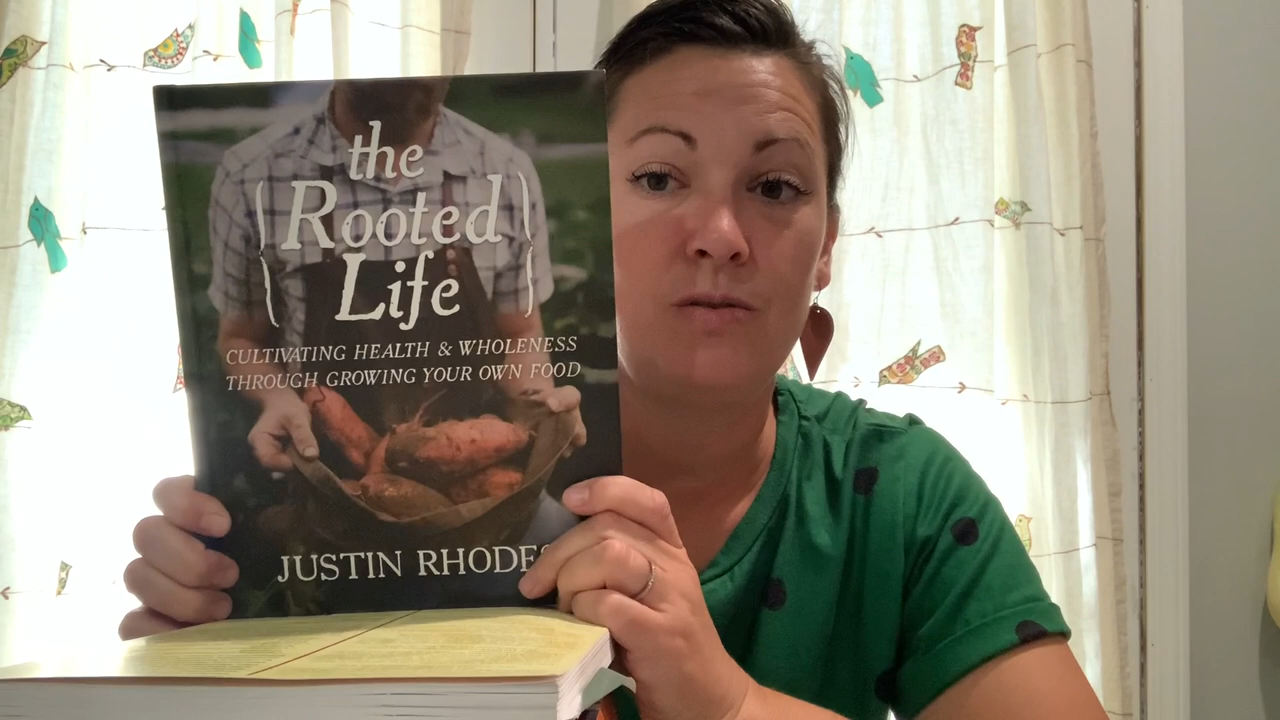 the
Rooted
Life
CULTIVATING HEALTH & WHOLENESS
THROUGH GROWING YOUR OWN FOOD
JUSTIN RHODES